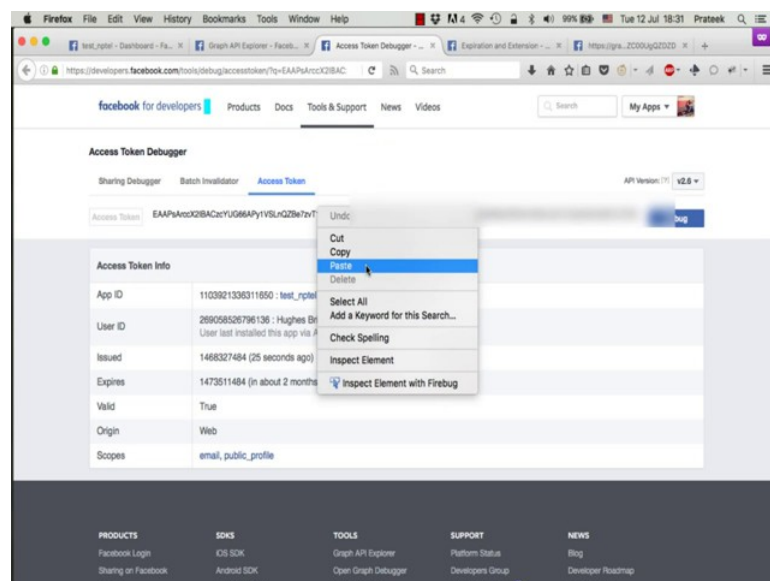 Firefox File Edit View History Bookmarks Tools Window Help 4 99% Tue 12 Jul 18:31 Prateek
test_nptel - Dashboard - Fa... Graph API Explorer - Faceb... Access Token Debugger - ... Expiration and Extension - ... https://gra...ZC00UgQZDZD
https://developers.facebook.com/tools/debug/accesstoken/?q=EAAPsArccX2IBAC Search
facebook for developers Products Docs Tools & Support News Videos Search My Apps
Access Token Debugger
Sharing Debugger Batch Invalidator Access Token API Version: [?] v2.6
Access Token EAAPsArccX2IBACzcYUG66APy1VSLnQZBe7zvT bug
Undo
Cut
Copy
Paste
Delete
Select All
Add a Keyword for this Search...
Check Spelling
Inspect Element
Inspect Element with Firebug
Access Token Info
App ID 1103921336311650 : test_nptel
User ID 269058526796136 : Hughes Br
User last installed this app via A
Issued 1468327484 (25 seconds ago)
Expires 1473511484 (in about 2 months
Valid True
Origin Web
Scopes email, public_profile
PRODUCTS SDKS TOOLS SUPPORT NEWS
Facebook Login iOS SDK Graph API Explorer Platform Status Blog
Sharing on Facebook Android SDK Open Graph Debugger Developers Group Developer Roadmap